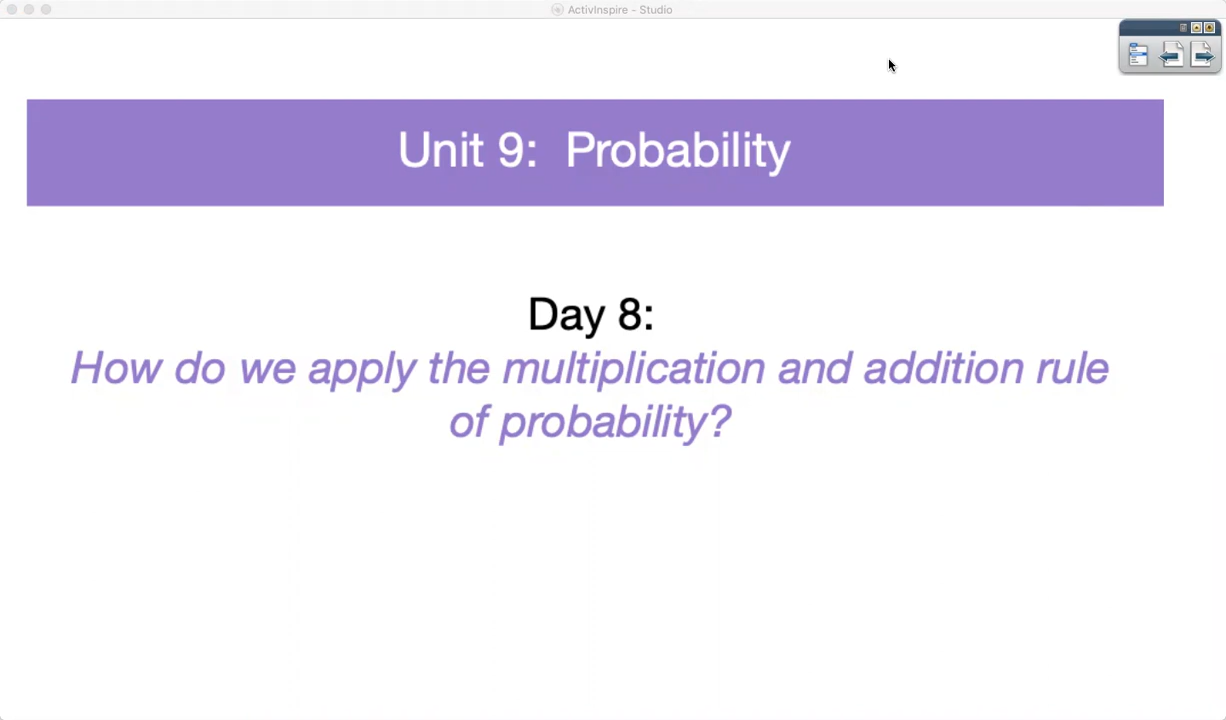 ActivInspire - Studio
Unit 9:  Probability
Day 8:
How do we apply the multiplication and addition rule
of probability?